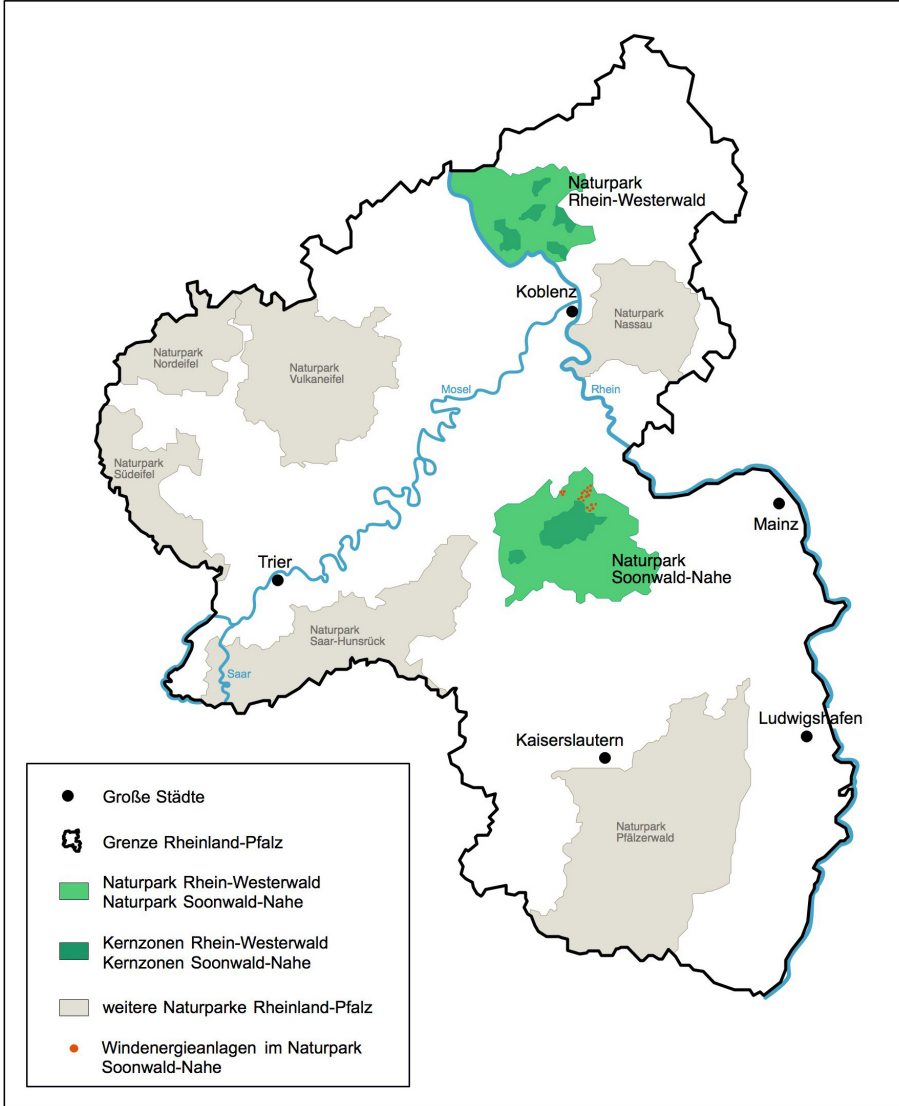 Naturpark
Rhein-Westerwald
Koblenz
Naturpark
Nassau
Naturpark
Nordeifel
Naturpark
Vulkaneifel
Mosel
Rhein
Naturpark
Südeifel
Mainz
Trier
Naturpark
Soonwald-Nahe
Naturpark
Saar-Hunsrück
Saar
Ludwigshafen
Kaiserslautern
Naturpark
Pfälzerwald
Große Städte
Grenze Rheinland-Pfalz
Naturpark Rhein-Westerwald
Naturpark Soonwald-Nahe
Kernzonen Rhein-Westerwald
Kernzonen Soonwald-Nahe
weitere Naturparke Rheinland-Pfalz
Windenergieanlagen im Naturpark
Soonwald-Nahe